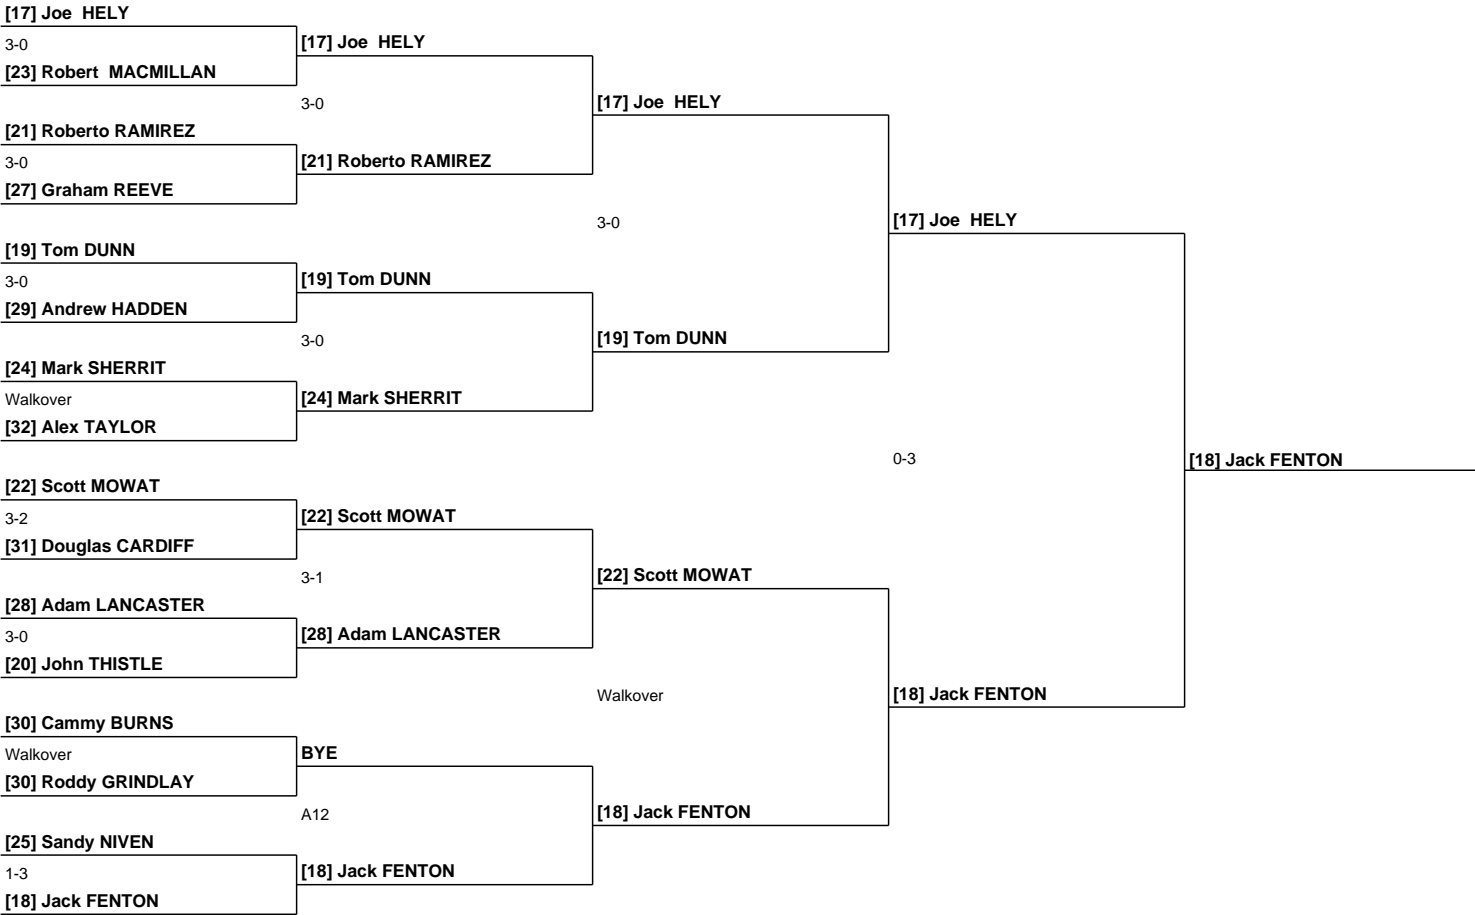 [17] Joe  HELY
3-0
[23] Robert  MACMILLAN
[21] Roberto RAMIREZ
3-0
[27] Graham REEVE
[19] Tom DUNN
3-0
[29] Andrew HADDEN
[24] Mark SHERRIT
Walkover
[32] Alex TAYLOR
[22] Scott MOWAT
3-2
[31] Douglas CARDIFF
[28] Adam LANCASTER
3-0
[20] John THISTLE
[30] Cammy BURNS
Walkover
[30] Roddy GRINDLAY
[25] Sandy NIVEN
1-3
[18] Jack FENTON
[17] Joe  HELY
3-0
[21] Roberto RAMIREZ
[19] Tom DUNN
3-0
[24] Mark SHERRIT
[22] Scott MOWAT
3-1
[28] Adam LANCASTER
BYE
A12
[18] Jack FENTON
[17] Joe  HELY
3-0
[19] Tom DUNN
[22] Scott MOWAT
Walkover
[18] Jack FENTON
[17] Joe  HELY
0-3
[18] Jack FENTON
[18] Jack FENTON